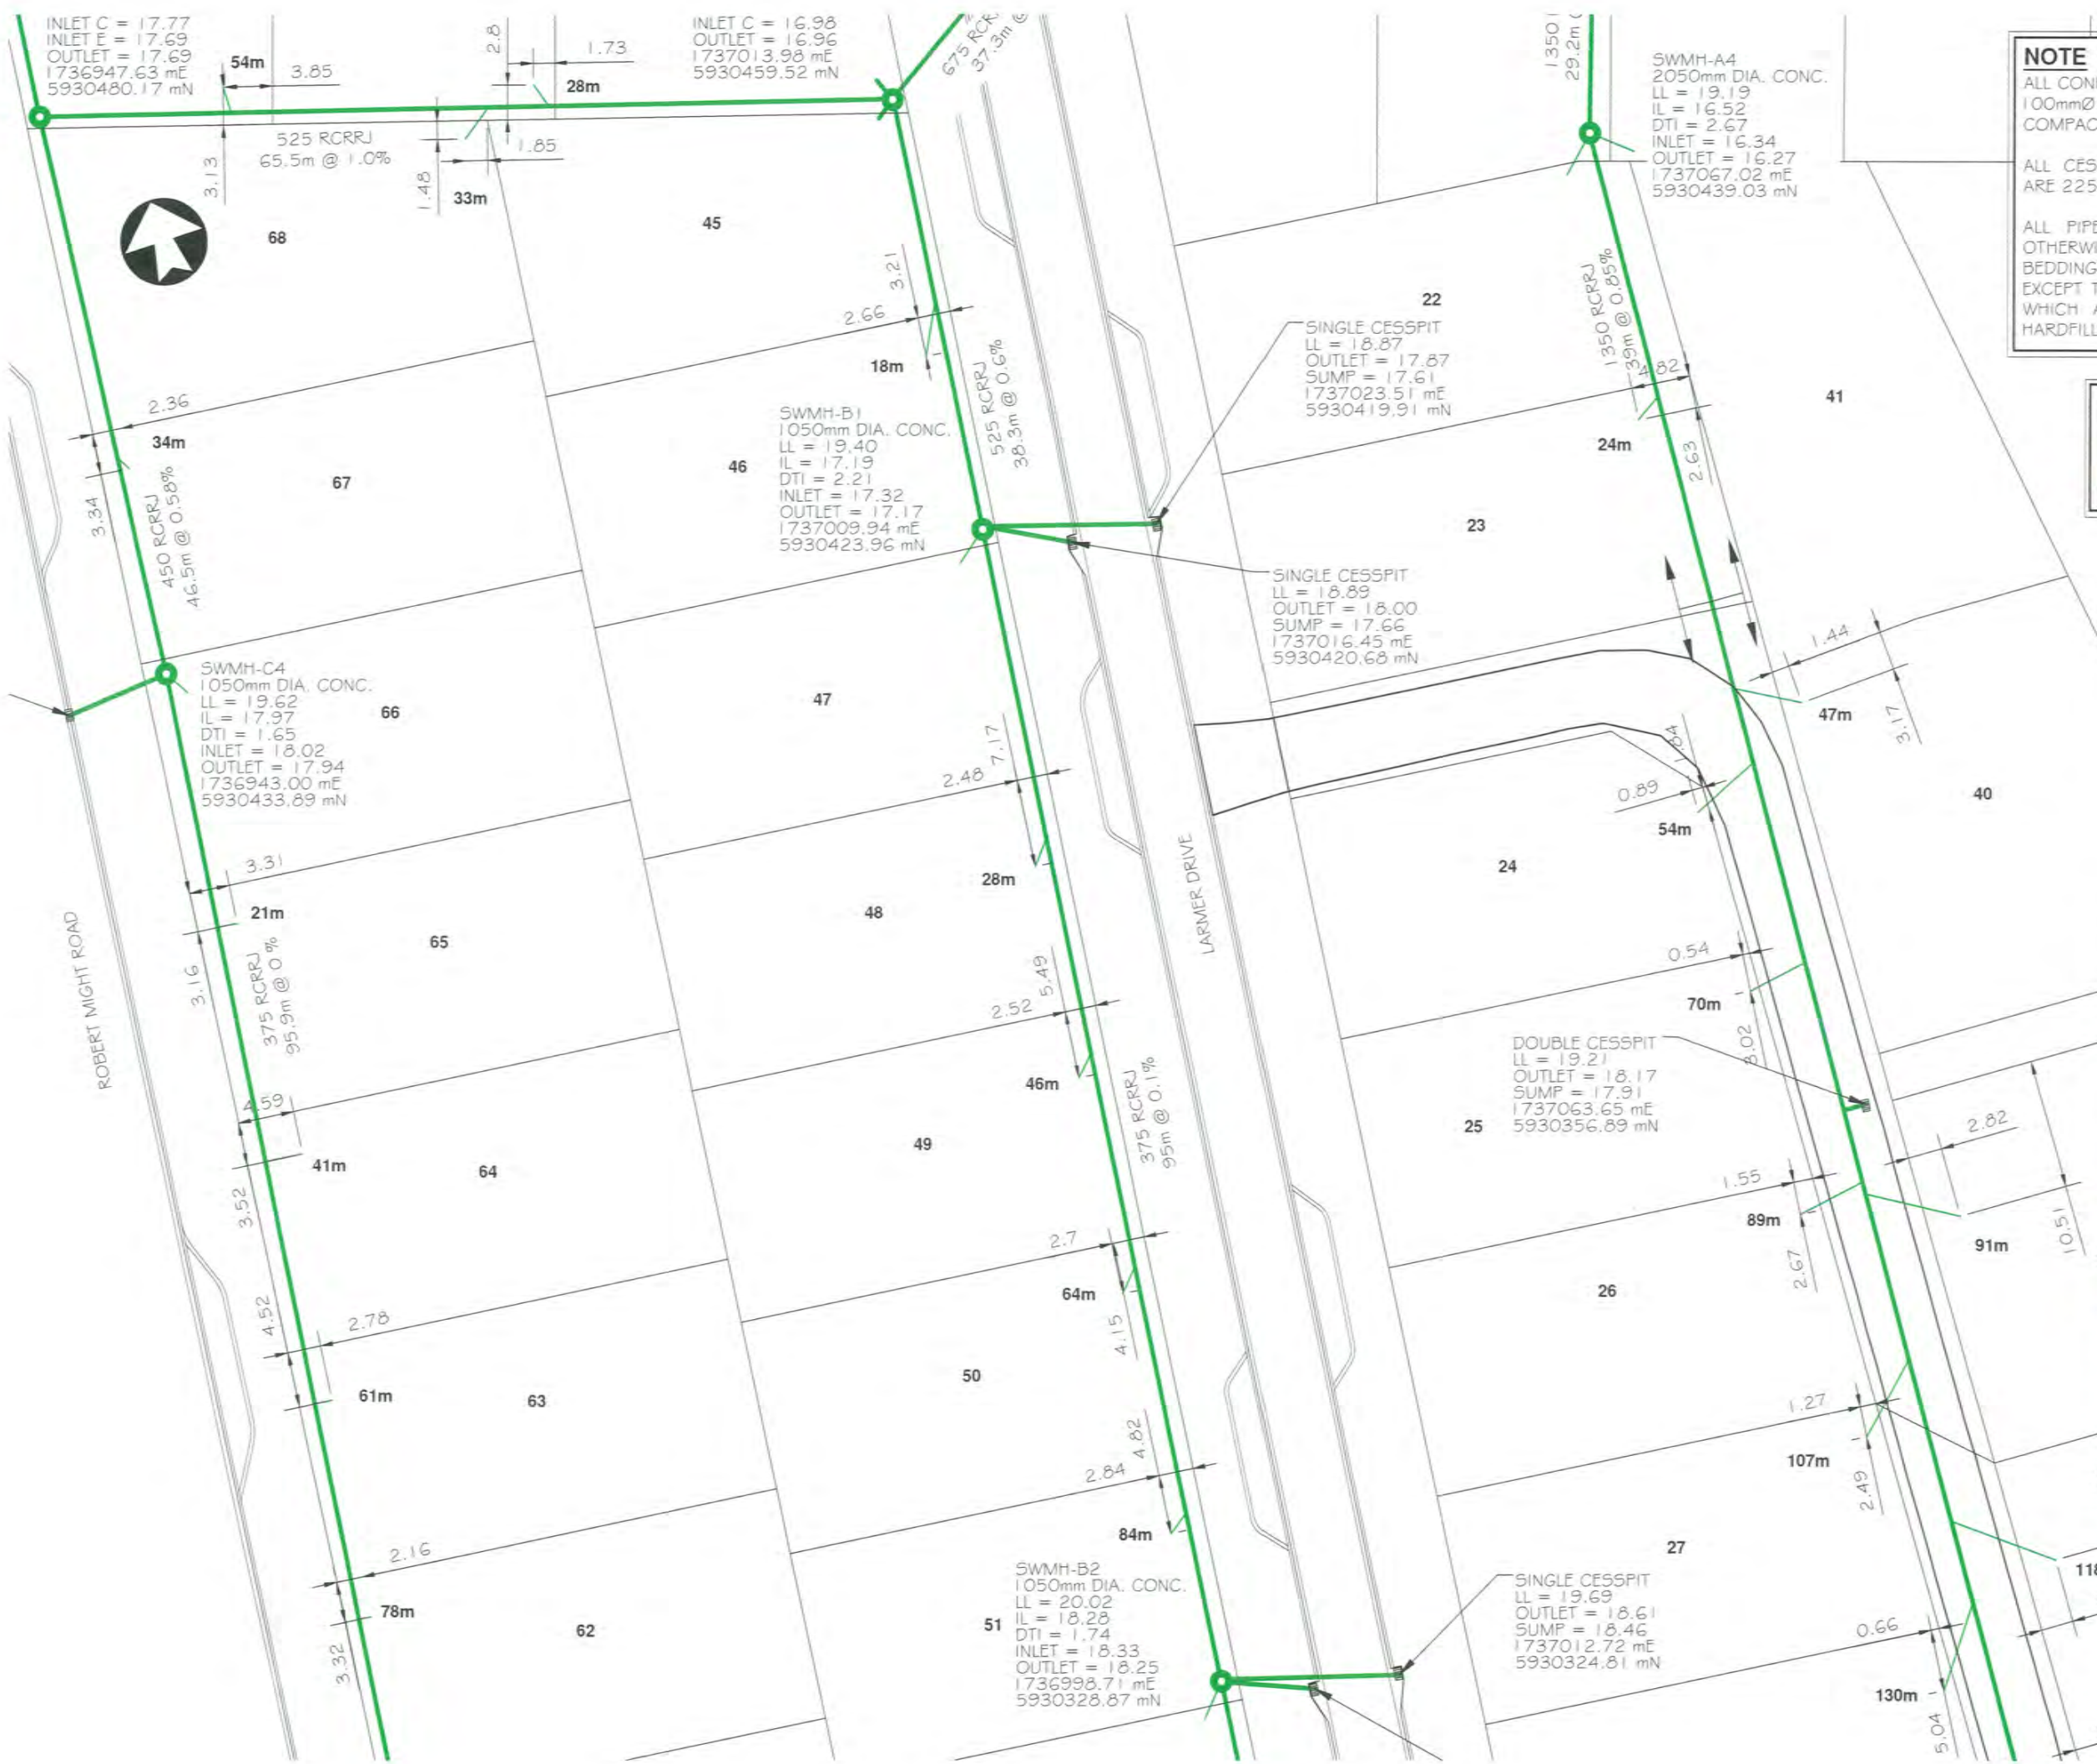 INLET C = 17.77
INLET E = 17.69
OUTLET = 17.69
1736947.63 mE
5930480.17 mN
54m
3.85
2.8
1.73
28m
INLET C = 16.98
OUTLET = 16.96
1737013.98 mE
5930459.52 mN
37.3m @
29.2m
SWMH-A4
2050mm DIA. CONC.
LL = 19.19
IL = 16.52
DTI = 2.67
INLET = 16.34
OUTLET = 16.27
1737067.02 mE
5930439.03 mN
NOTE
100mmØ
ARE 225
EXCEPT
WHICH
HARDFILL
525 RCRRJ
65.5m @ 1.0%
3.13
1.48
1.85
33m
68
45
3.21
2.66
18m
525 RCRRJ
38.3m @ 0.6%
22
SINGLE CESSPIT
LL = 18.87
OUTLET = 17.87
SUMP = 17.61
1737023.51 mE
5930419.91 mN
1350 RCRRJ
39m @ 0.85%
4.82
41
24m
2.63
2.36
34m
3.34
450 RCRRJ
46.5m @ 0.58%
67
SWMH-B1
1050mm DIA. CONC.
LL = 19.40
IL = 17.19
DTI = 2.21
INLET = 17.32
OUTLET = 17.17
1737009.94 mE
5930423.96 mN
46
23
SINGLE CESSPIT
LL = 18.89
OUTLET = 18.00
SUMP = 17.66
1737016.45 mE
5930420.68 mN
1.44
47m
3.17
SWMH-C4
1050mm DIA. CONC.
LL = 19.62
IL = 17.97
DTI = 1.65
INLET = 18.02
OUTLET = 17.94
1736943.00 mE
5930433.89 mN
66
47
7.17
2.48
28m
0.89
54m
40
24
LARMER DRIVE
3.31
21m
3.16
65
48
375 RCRRJ
ROBERT MIGHT ROAD
5.49
2.52
46m
0.54
70m
3.02
DOUBLE CESSPIT
LL = 19.21
OUTLET = 18.17
SUMP = 17.91
1737063.65 mE
5930356.89 mN
25
375 RCRRJ
95m @ 0.1%
4.59
41m
3.52
64
49
2.82
1.55
89m
2.67
91m
10.51
2.7
64m
4.15
26
4.52
2.78
61m
63
50
1.27
107m
2.49
4.82
2.84
84m
2.16
78m
3.32
62
51
SWMH-B2
1050mm DIA. CONC.
LL = 20.02
IL = 18.28
DTI = 1.74
INLET = 18.33
OUTLET = 18.25
1736998.71 mE
5930328.87 mN
27
SINGLE CESSPIT
LL = 19.69
OUTLET = 18.61
SUMP = 18.46
1737012.72 mE
5930324.81 mN
118
0.66
130m
5.04